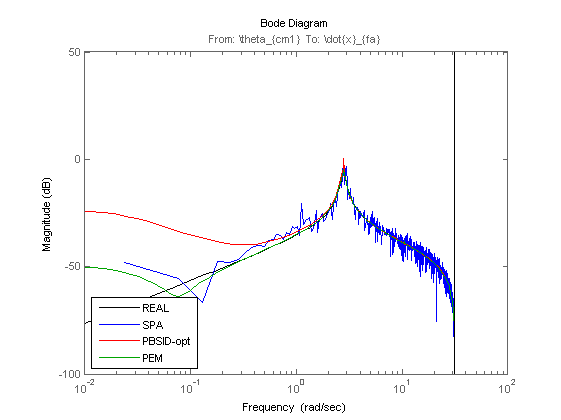 Bode Diagram
From: \theta_{cm1} To: \dot{x}_{fa}
50
0
-50
-100
Magnitude (dB)
REAL
SPA
PBSID-opt
PEM
10^-2
10^-1
10^0
10^1
10^2
Frequency (rad/sec)